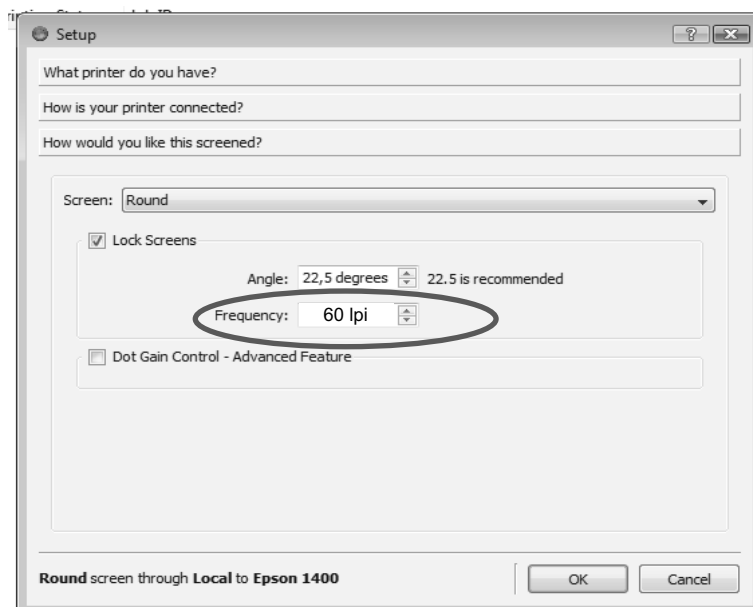 Setup
What printer do you have?
How is your printer connected?
How would you like this screened?
Screen: Round
Lock Screens
Angle: 22,5 degrees 22.5 is recommended
Frequency: 60 lpi
Dot Gain Control - Advanced Feature
Round screen through Local to Epson 1400
OK Cancel